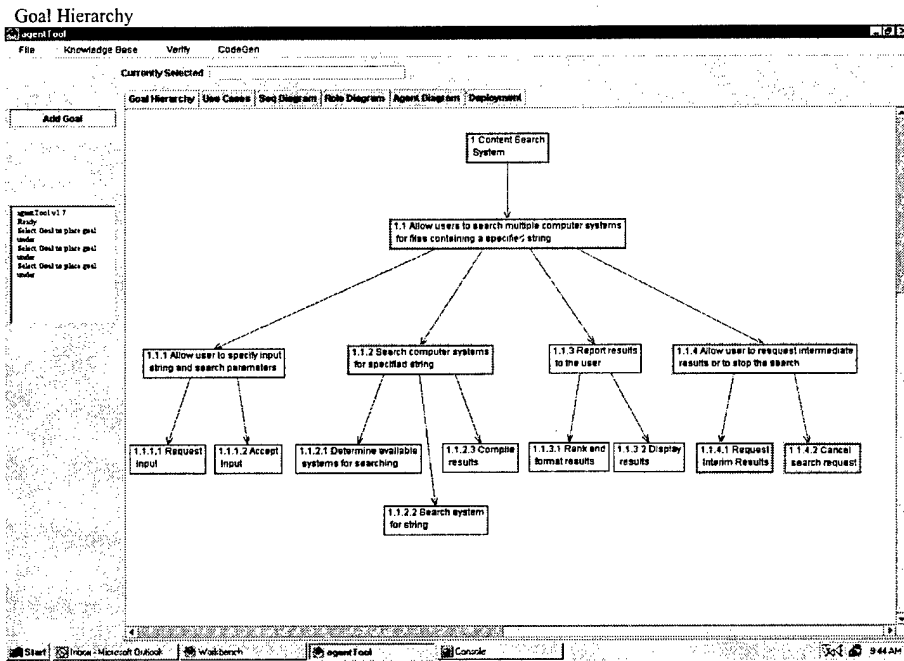 Goal Hierarchy
agentTool
File Knowledge Base Verify CodeGen
Currently Selected
Goal Hierarchy Use Cases Seq Diagram Role Diagram Agent Diagram Deployment
Add Goal
1 Content Search
System
agentTool v1.7
Ready
Select Goal to place goal
under
Select Goal to place goal
under
Select Goal to place goal
under
1.1 Allow users to search multiple computer systems
for files containing a specified string
1.1.1 Allow user to specify input
string and search parameters
1.1.2 Search computer systems
for specified string
1.1.3 Report results
to the user
1.1.4 Allow user to reequest intermediate
results or to stop the search
1.1.1.1 Request
Input
1.1.1.2 Accept
Input
1.1.2.1 Determine available
systems for searching
1.1.2.3 Compile
results
1.1.3.1 Rank and
format results
1.1.3 2 Display
results
1.1.4.1 Request
Interim Results
1.1.4.2 Cancel
search request
1.1.2.2 Search system
for string
Start Inbox - Microsoft Outlook Workbench agentTool Console 9:44 AM